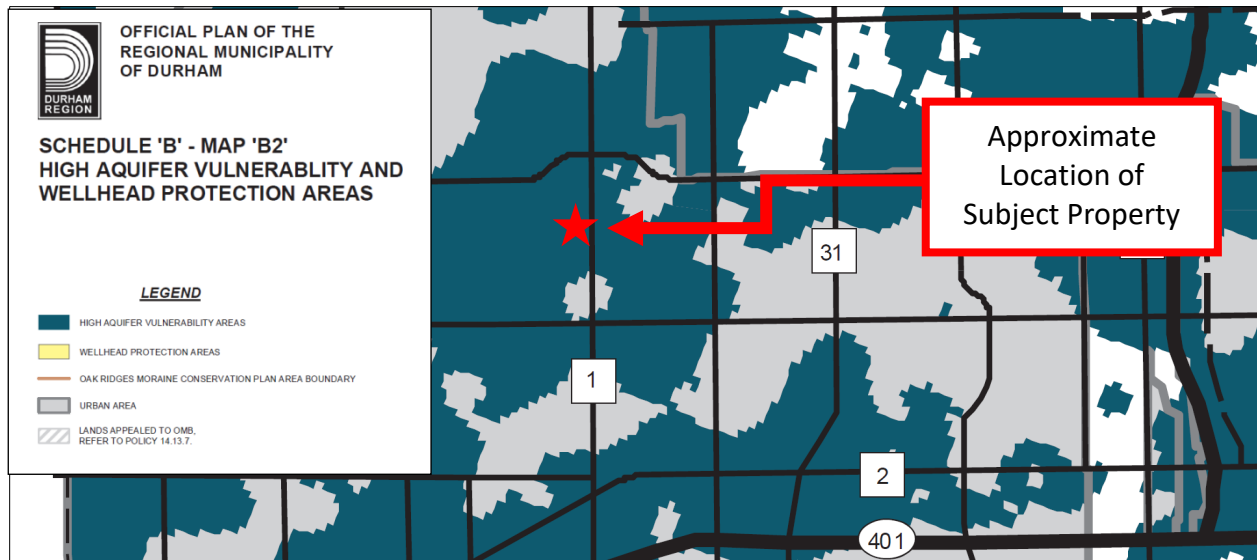 OFFICIAL PLAN OF THE
REGIONAL MUNICIPALITY
OF DURHAM
DURHAM
REGION
SCHEDULE 'B' - MAP 'B2'
HIGH AQUIFER VULNERABLITY AND
WELLHEAD PROTECTION AREAS
LEGEND
HIGH AQUIFER VULNERABILITY AREAS
WELLHEAD PROTECTION AREAS
OAK RIDGES MORAINE CONSERVATION PLAN AREA BOUNDARY
URBAN AREA
LANDS APPEALED TO OMB,
REFER TO POLICY 14.13.7.
Approximate
Location of
Subject Property
31
1
2
401